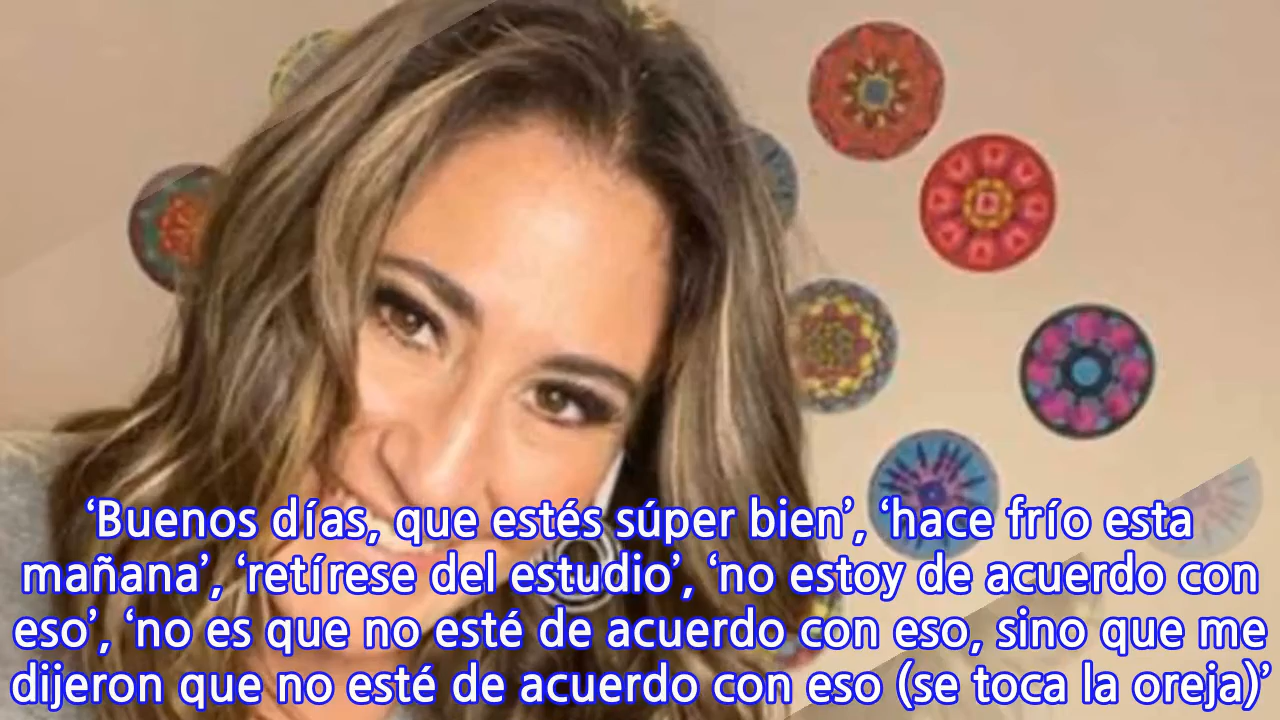 ‘Buenos días, que estés súper bien’, ‘hace frío esta
mañana’, ‘retírese del estudio’, ‘no estoy de acuerdo con
eso’, ‘no es que no esté de acuerdo con eso, sino que me
dijeron que no esté de acuerdo con eso (se toca la oreja)’